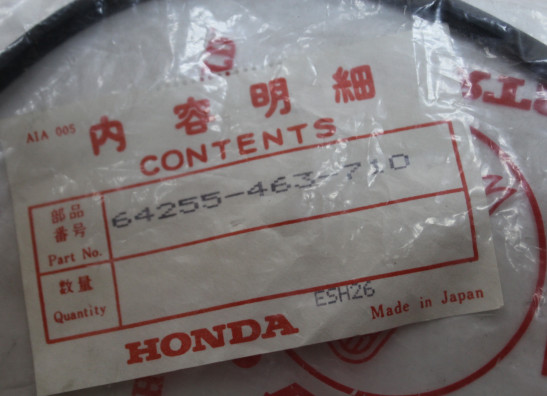 A1A 005
内容明細
CONTENTS
部品
番号
Part No.
64255-463-710
数量
Quantity
ESH26
HONDA
Made in Japan